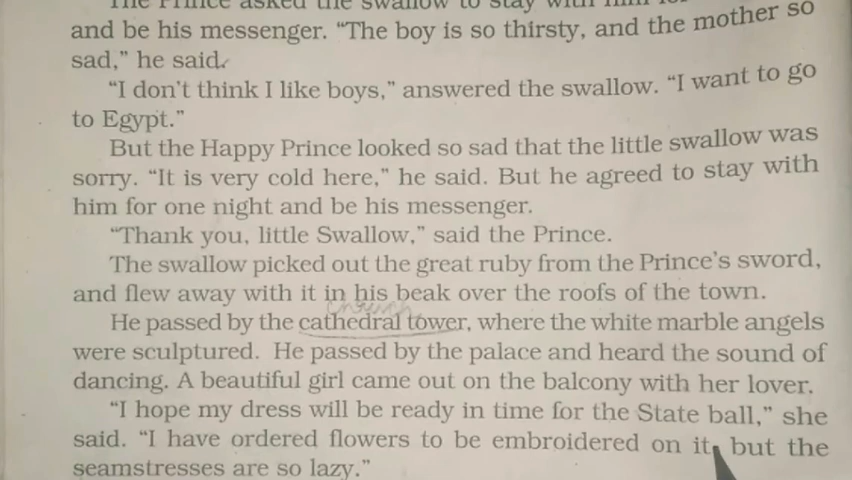 The Prince asked the swallow to stay with him
and be his messenger. “The boy is so thirsty, and the mother so
sad,” he said.
“I don’t think I like boys,” answered the swallow. “I want to go
to Egypt.”
But the Happy Prince looked so sad that the little swallow was
sorry. “It is very cold here,” he said. But he agreed to stay with
him for one night and be his messenger.
“Thank you, little Swallow,” said the Prince.
The swallow picked out the great ruby from the Prince’s sword,
and flew away with it in his beak over the roofs of the town.
church
He passed by the cathedral tower, where the white marble angels
were sculptured. He passed by the palace and heard the sound of
dancing. A beautiful girl came out on the balcony with her lover.
“I hope my dress will be ready in time for the State ball,” she
said. “I have ordered flowers to be embroidered on it, but the
seamstresses are so lazy.”